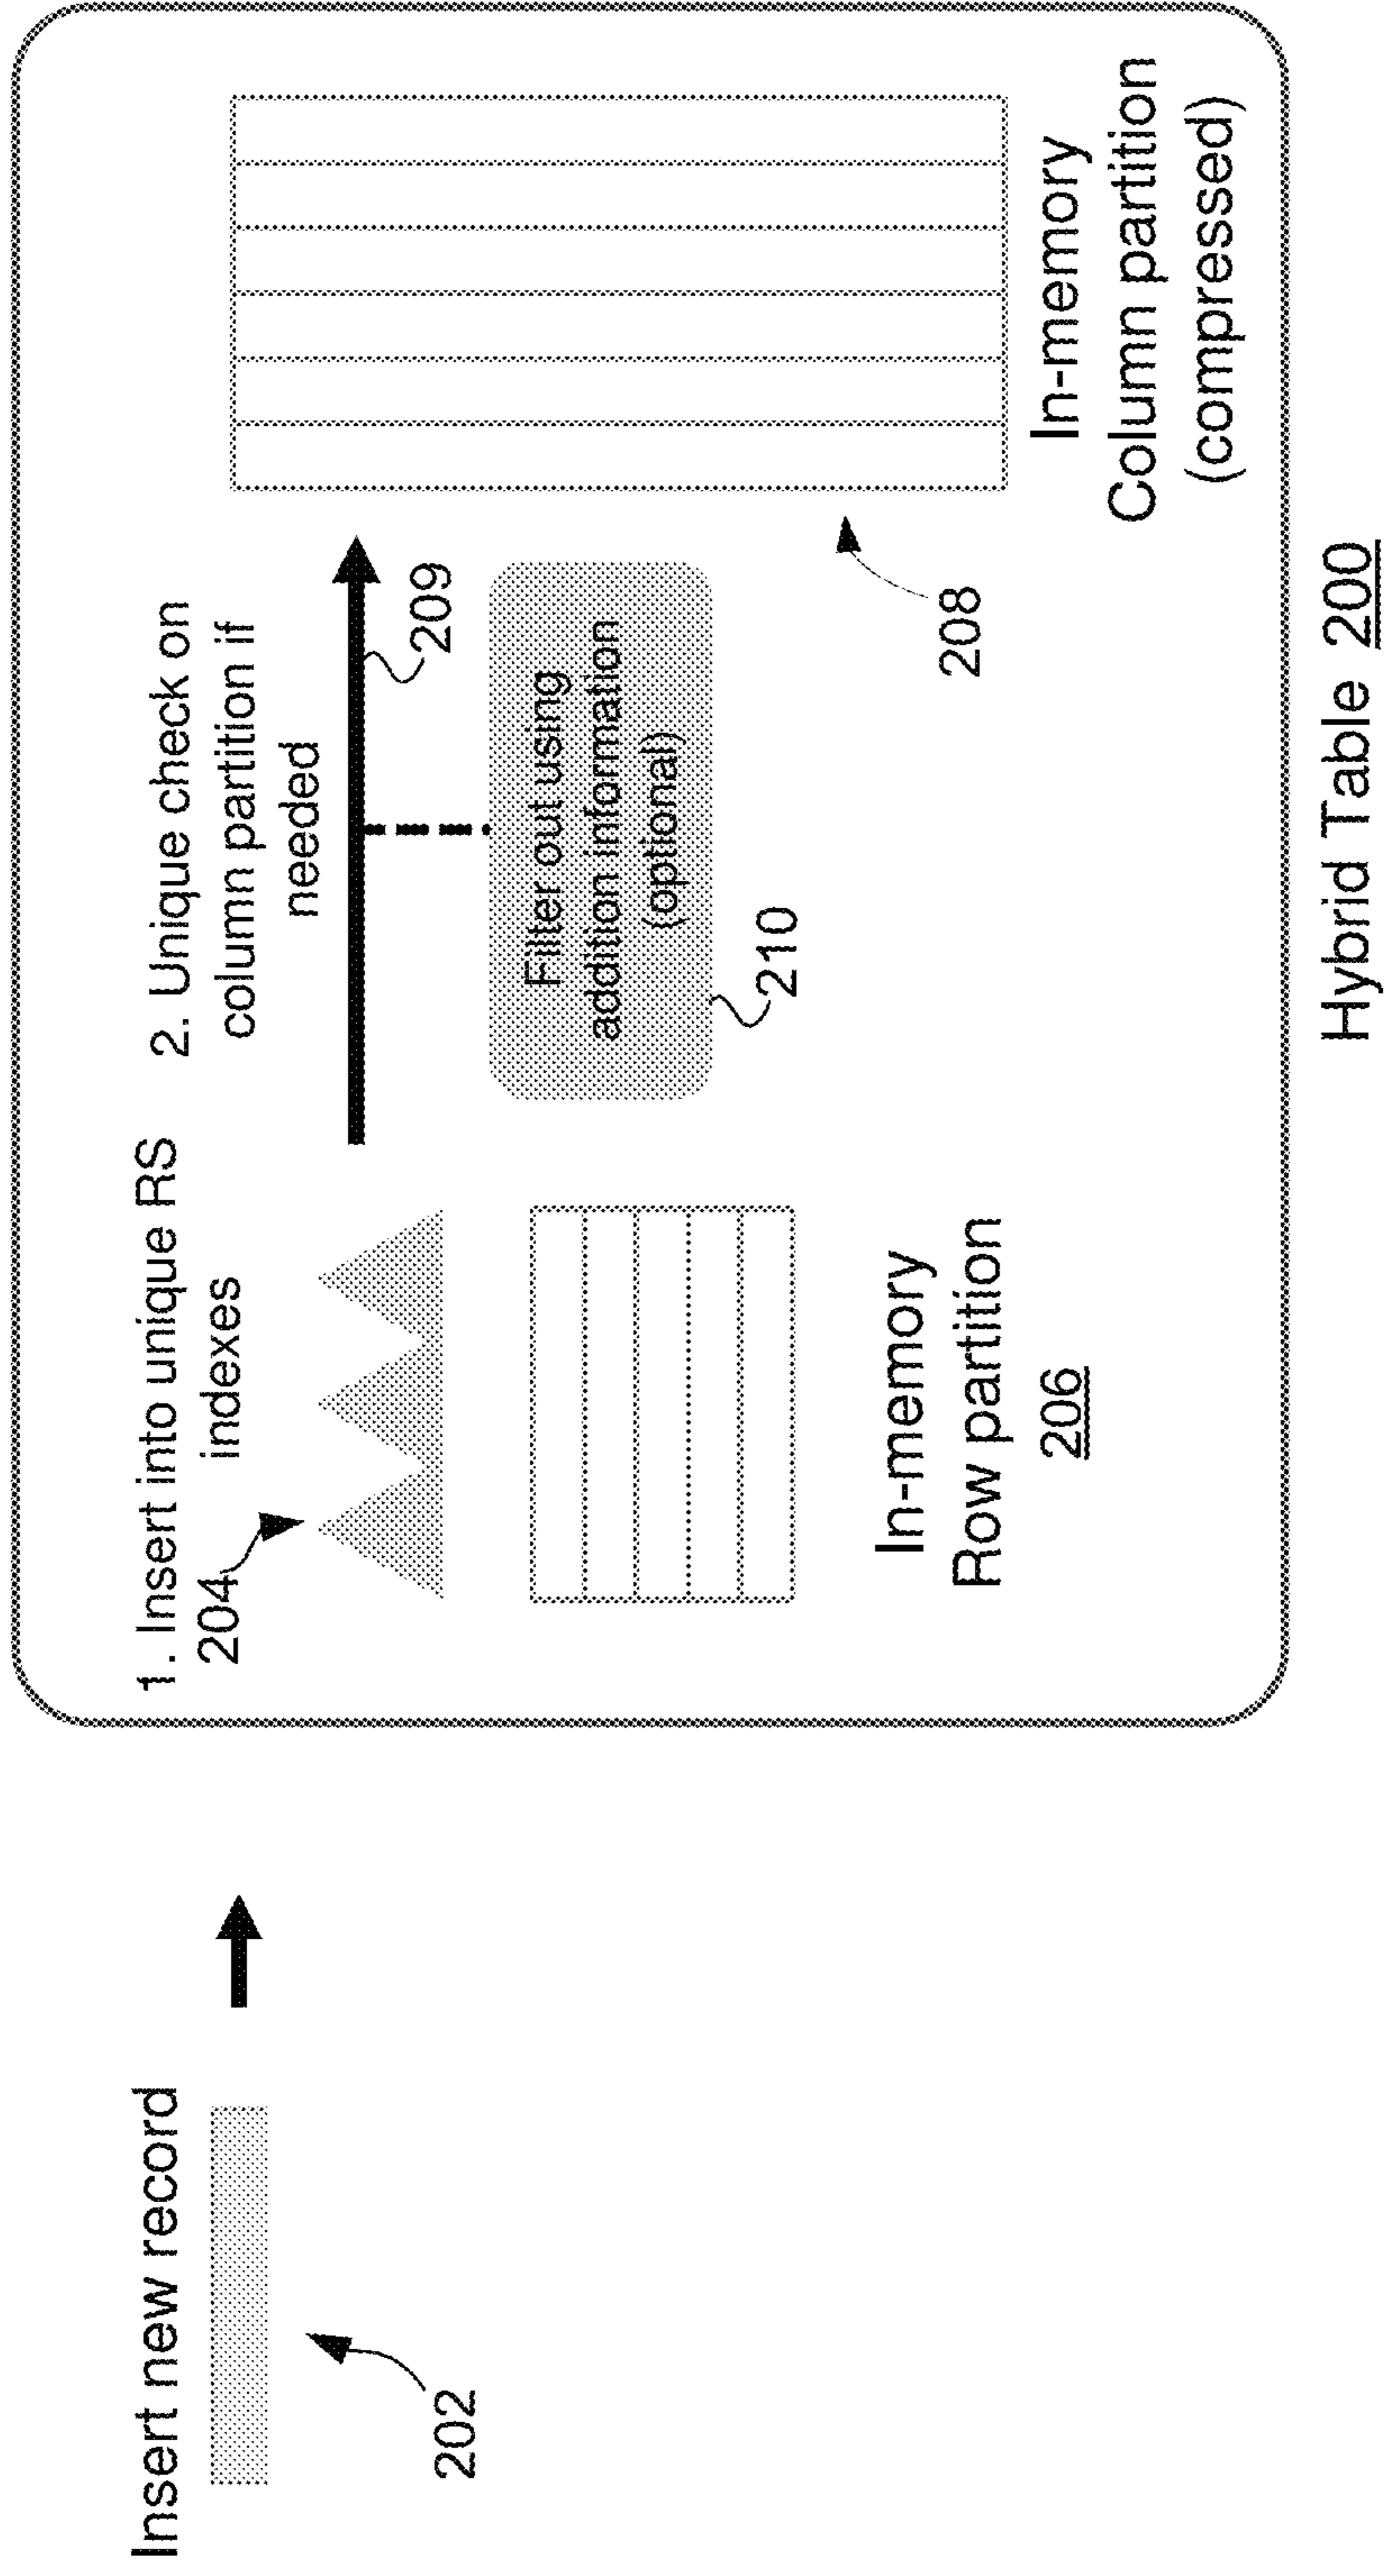 Insert new record
202
1. Insert into unique RS
indexes
204
2. Unique check on
column partition if
needed
209
Filter out using
addition information
(optional)
210
208
In-memory
Row partition
206
In-memory
Column partition
(compressed)
Hybrid Table 200